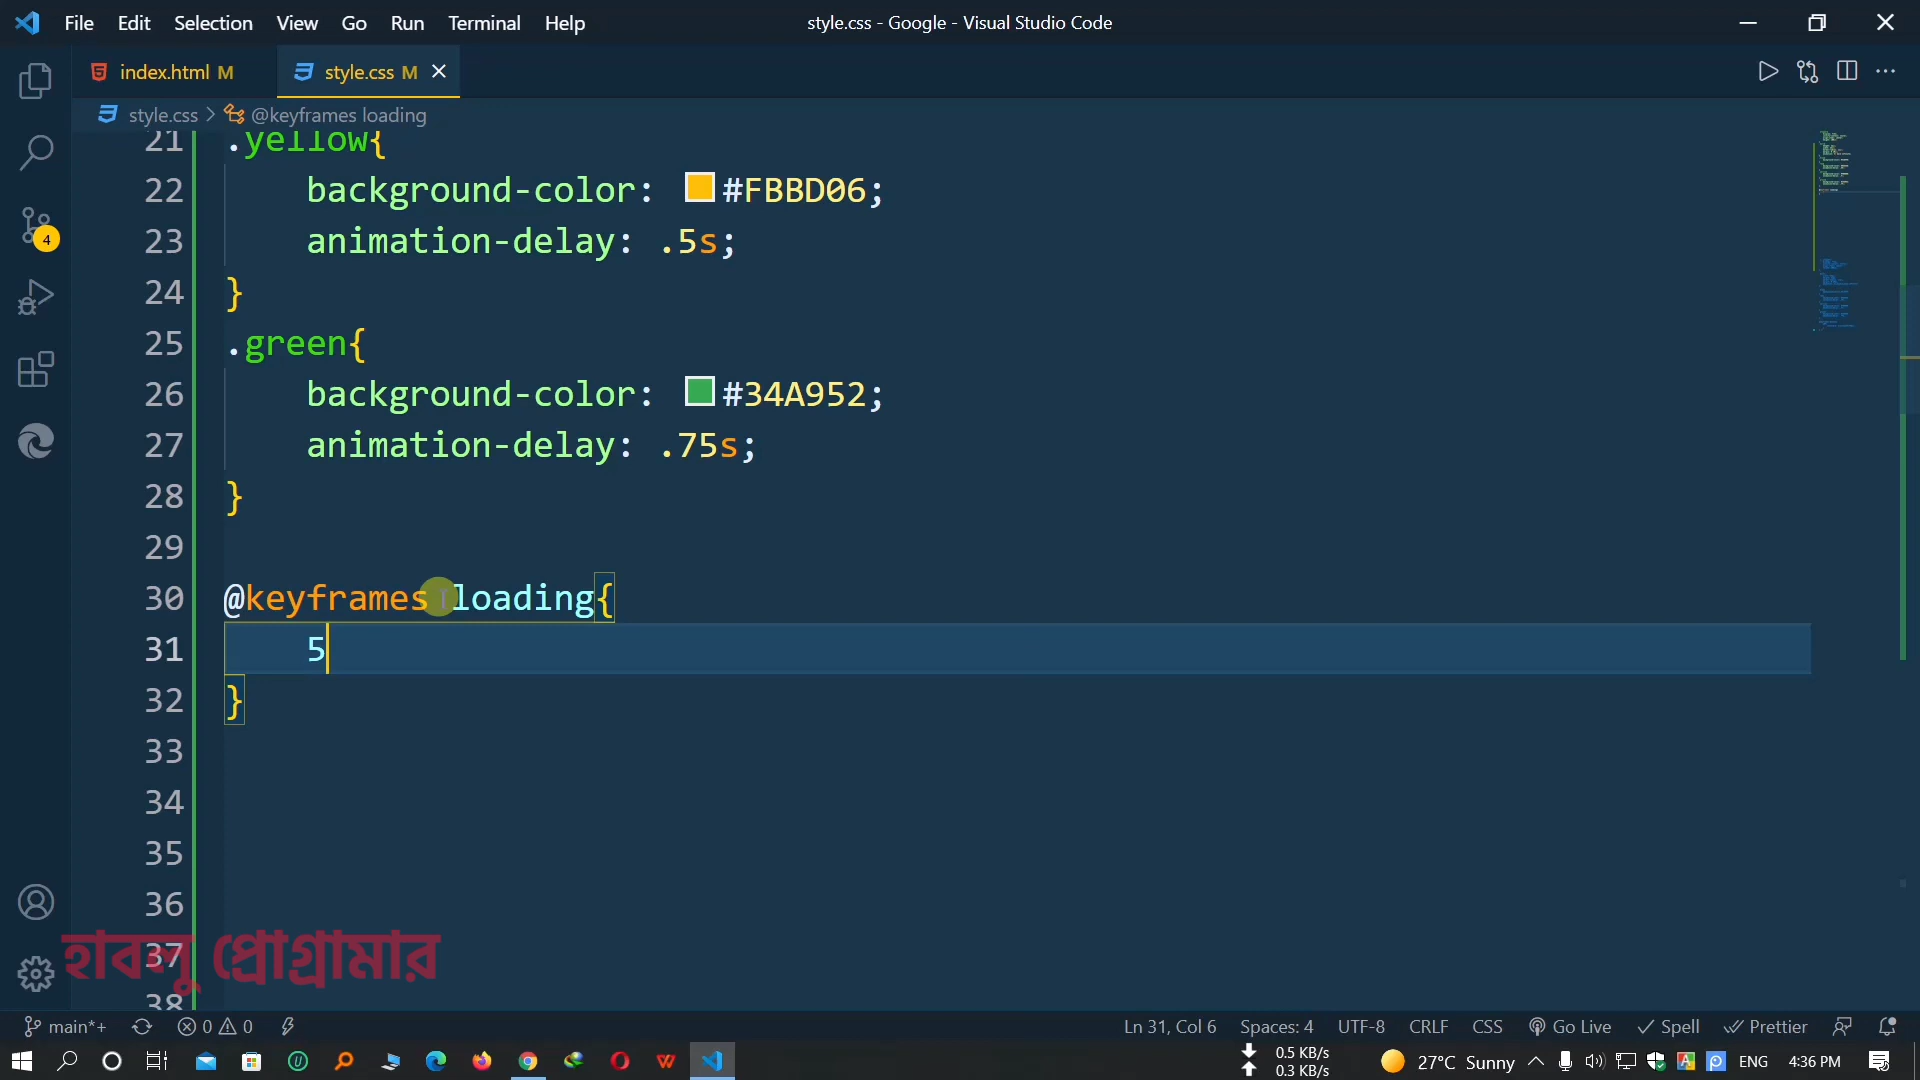 File Edit Selection View Go Run Terminal Help
style.css - Google - Visual Studio Code
index.html M
style.css M
style.css > @keyframes loading
21 .yellow{
22 background-color: #FBBD06;
23 animation-delay: .5s;
24 }
25 .green{
26 background-color: #34A952;
27 animation-delay: .75s;
28 }
29
30 @keyframes loading{
31 5
32 }
33
34
35
36
37
38
4
হাবলু প্রোগ্রামার
main*+ 0 0
Ln 31, Col 6 Spaces: 4 UTF-8 CRLF CSS Go Live Spell Prettier
0.5 KB/s
0.3 KB/s
27°C Sunny ENG 4:36 PM